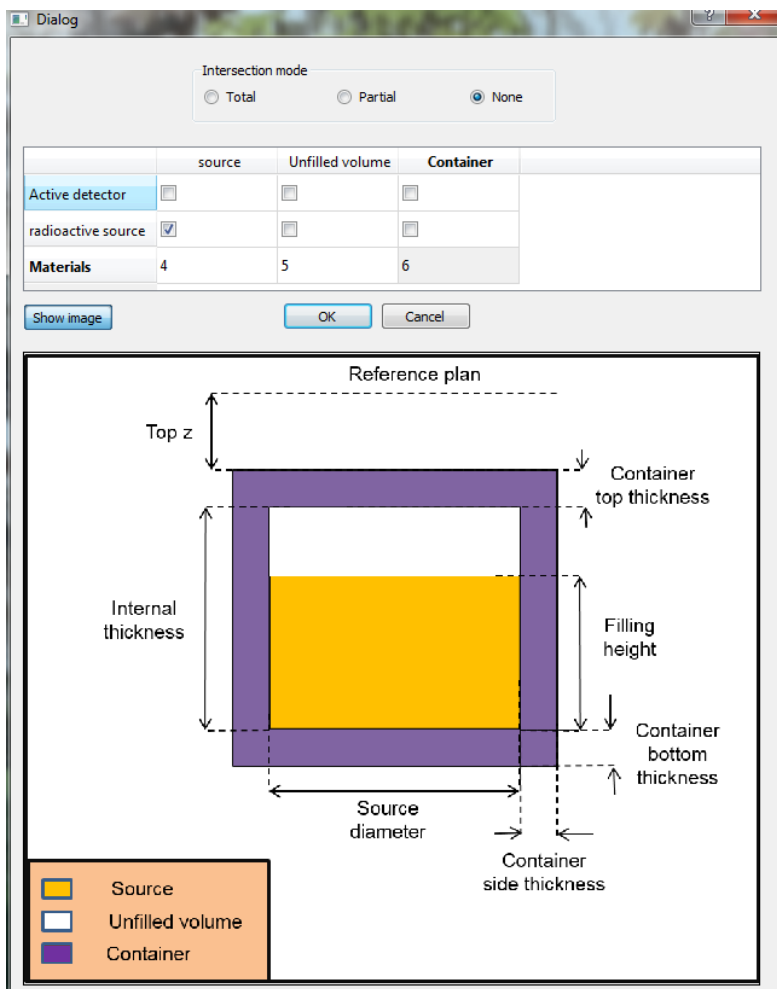 Dialog
Intersection mode
Total Partial None
source Unfilled volume Container
Active detector
radioactive source
Materials 4 5 6
Show image OK Cancel
Reference plan
Top z
Container
top thickness
Internal
thickness
Filling
height
Container
bottom
thickness
Source
diameter
Container
side thickness
Source
Unfilled volume
Container